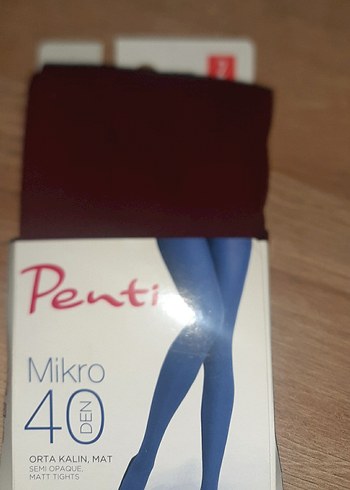 Penti
Mikro
40 DEN
ORTA KALIN, MAT
SEMI OPAQUE,
MATT TIGHTS